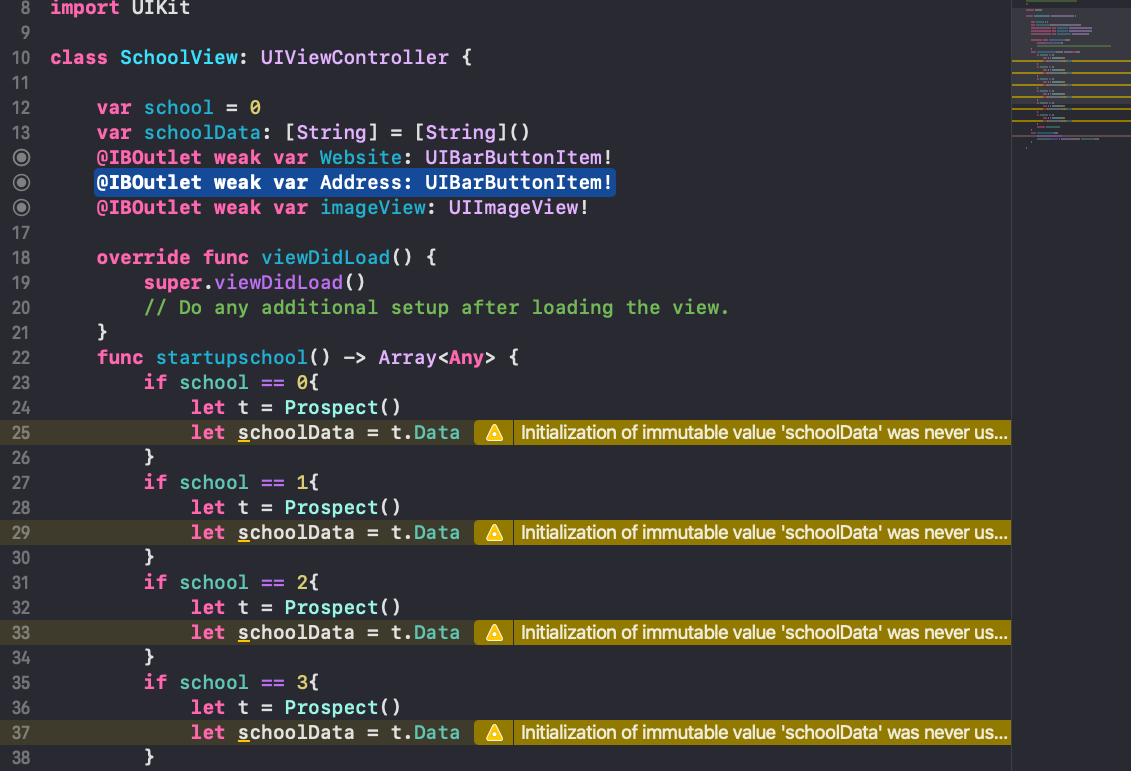 8 import UIKit
9
10 class SchoolView: UIViewController {
11
12 var school = 0
13 var schoolData: [String] = [String]()
@IBOutlet weak var Website: UIBarButtonItem!
@IBOutlet weak var Address: UIBarButtonItem!
@IBOutlet weak var imageView: UIImageView!
17
18 override func viewDidLoad() {
19 super.viewDidLoad()
20 // Do any additional setup after loading the view.
21 }
22 func startupschool() -> Array<Any> {
23 if school == 0{
24 let t = Prospect()
25 let schoolData = t.Data Initialization of immutable value 'schoolData' was never us...
26 }
27 if school == 1{
28 let t = Prospect()
29 let schoolData = t.Data Initialization of immutable value 'schoolData' was never us...
30 }
31 if school == 2{
32 let t = Prospect()
33 let schoolData = t.Data Initialization of immutable value 'schoolData' was never us...
34 }
35 if school == 3{
36 let t = Prospect()
37 let schoolData = t.Data Initialization of immutable value 'schoolData' was never us...
38 }